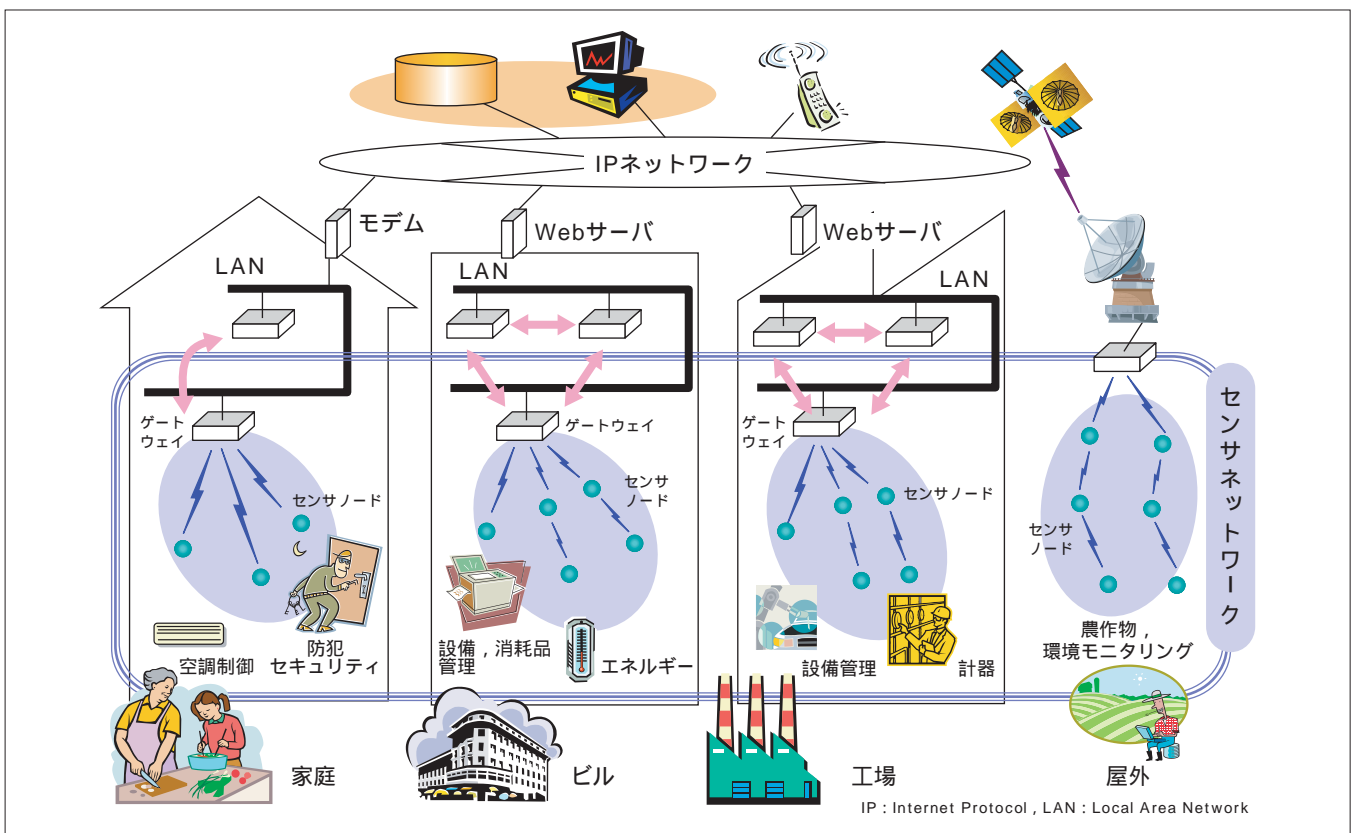 IPネットワーク
モデム
Webサーバ
Webサーバ
LAN
LAN
LAN
ゲート
ウェイ
ゲートウェイ
ゲート
ウェイ
センサノード
センサ
ノード
センサノード
センサ
ノード
センサネットワーク
空調制御
防犯
セキュリティ
設備，消耗品
管理
エネルギー
設備管理
計器
農作物，
環境モニタリング
家庭
ビル
工場
屋外
IP：Internet Protocol，LAN：Local Area Network